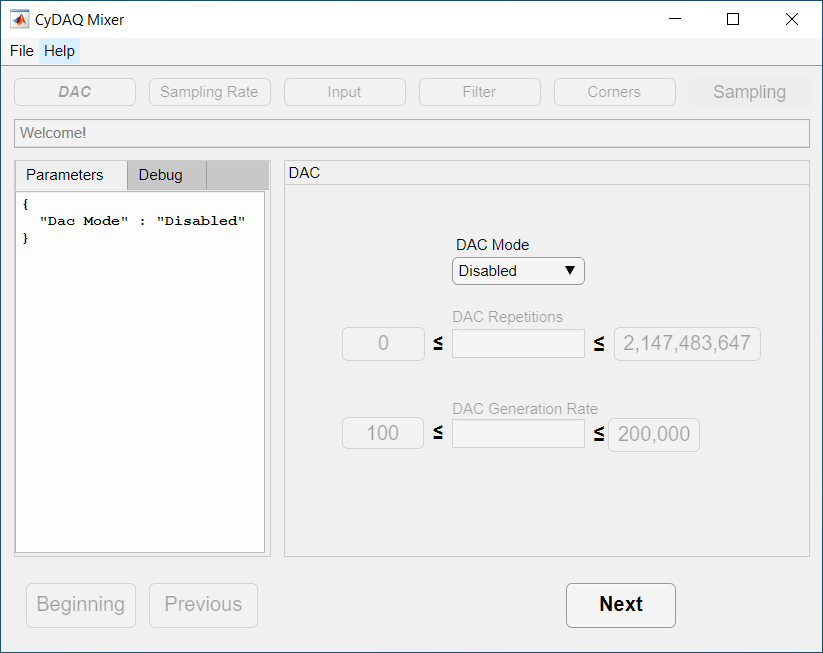 CyDAQ Mixer
File Help
DAC Sampling Rate Input Filter Corners Sampling
Welcome!
Parameters Debug
{
"Dac Mode" : "Disabled"
}
DAC
DAC Mode
Disabled ▼
DAC Repetitions
0 ≤ ≤ 2,147,483,647
DAC Generation Rate
100 ≤ ≤ 200,000
Beginning Previous Next